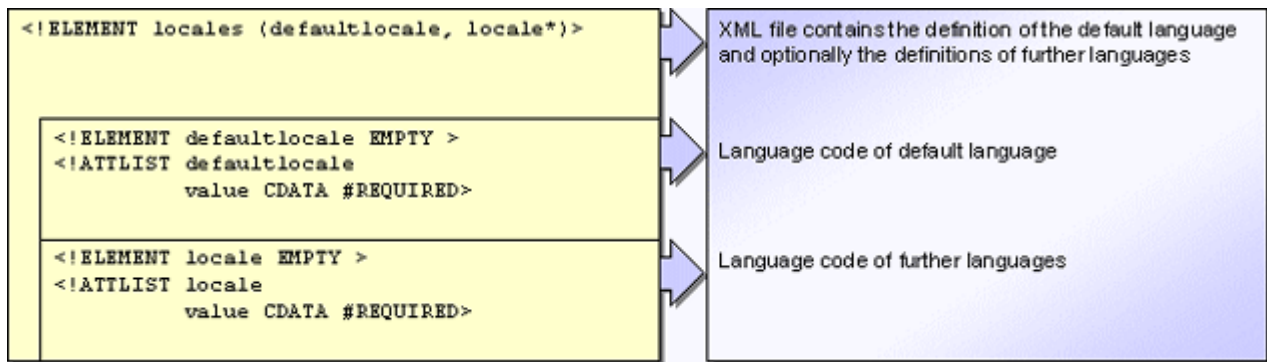 <!ELEMENT locales (defaultlocale, locale*)>
XML file contains the definition of the default language
and optionally the definitions of further languages
<!ELEMENT defaultlocale EMPTY >
<!ATTLIST defaultlocale
value CDATA #REQUIRED>
Language code of default language
<!ELEMENT locale EMPTY >
<!ATTLIST locale
value CDATA #REQUIRED>
Language code of further languages